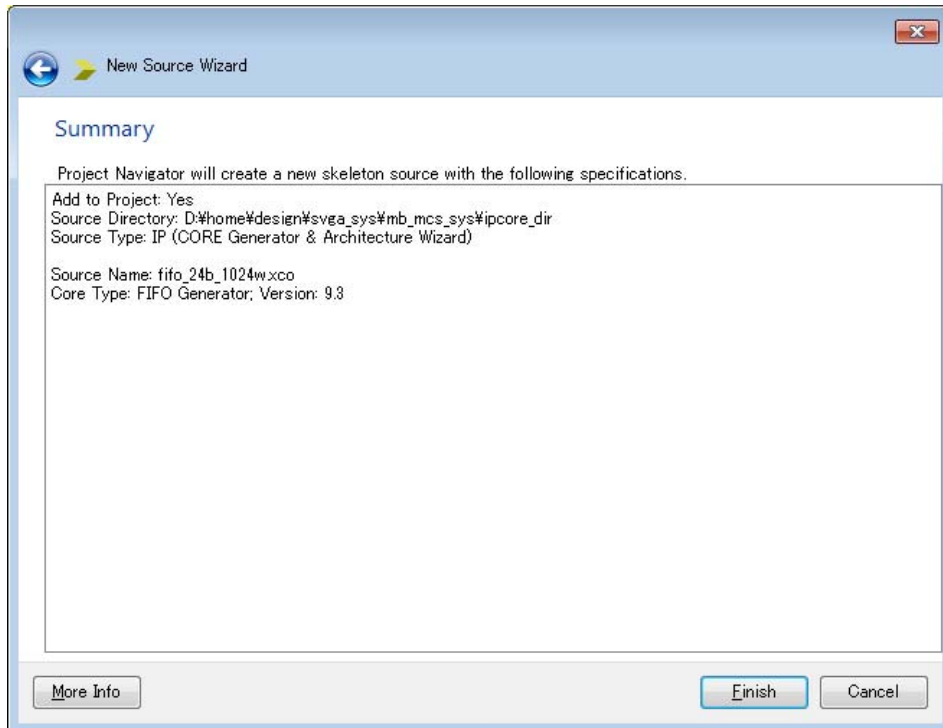 New Source Wizard
Summary
Project Navigator will create a new skeleton source with the following specifications.
Add to Project: Yes
Source Directory: D:¥home¥design¥svga_sys¥mb_mcs_sys¥ipcore_dir
Source Type: IP (CORE Generator & Architecture Wizard)
Source Name: fifo_24b_1024w.xco
Core Type: FIFO Generator; Version: 9.3
More Info
Finish
Cancel